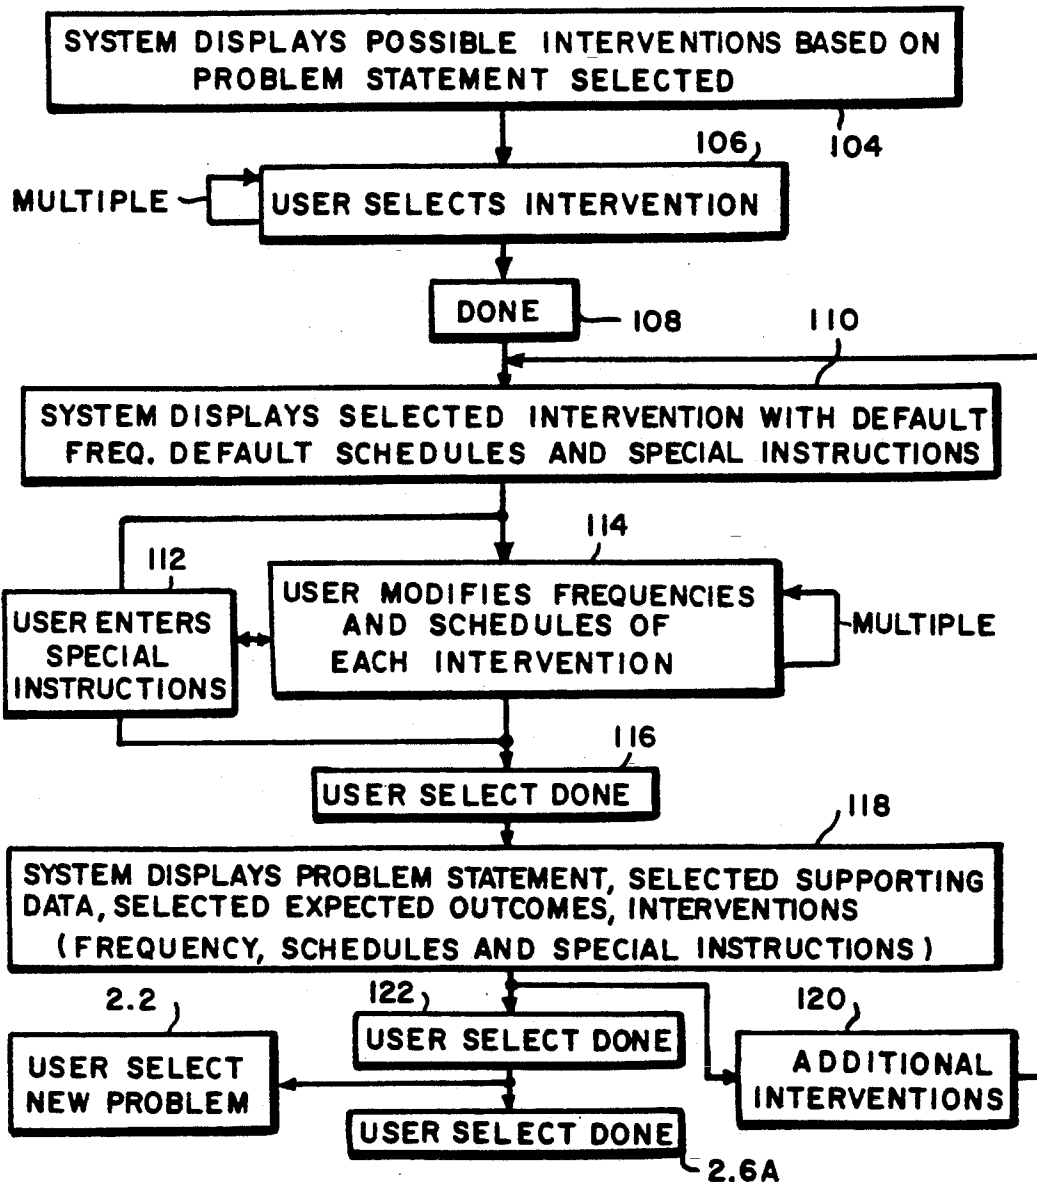 SYSTEM DISPLAYS POSSIBLE INTERVENTIONS BASED ON
PROBLEM STATEMENT SELECTED
104
106
MULTIPLE
USER SELECTS INTERVENTION
DONE
108
110
SYSTEM DISPLAYS SELECTED INTERVENTION WITH DEFAULT
FREQ. DEFAULT SCHEDULES AND SPECIAL INSTRUCTIONS
114
112
USER MODIFIES FREQUENCIES
AND SCHEDULES OF
EACH INTERVENTION
USER ENTERS
SPECIAL
INSTRUCTIONS
MULTIPLE
116
USER SELECT DONE
118
SYSTEM DISPLAYS PROBLEM STATEMENT, SELECTED SUPPORTING
DATA, SELECTED EXPECTED OUTCOMES, INTERVENTIONS
(FREQUENCY, SCHEDULES AND SPECIAL INSTRUCTIONS)
2.2
122
120
USER SELECT
NEW PROBLEM
USER SELECT DONE
ADDITIONAL
INTERVENTIONS
USER SELECT DONE
2.6A